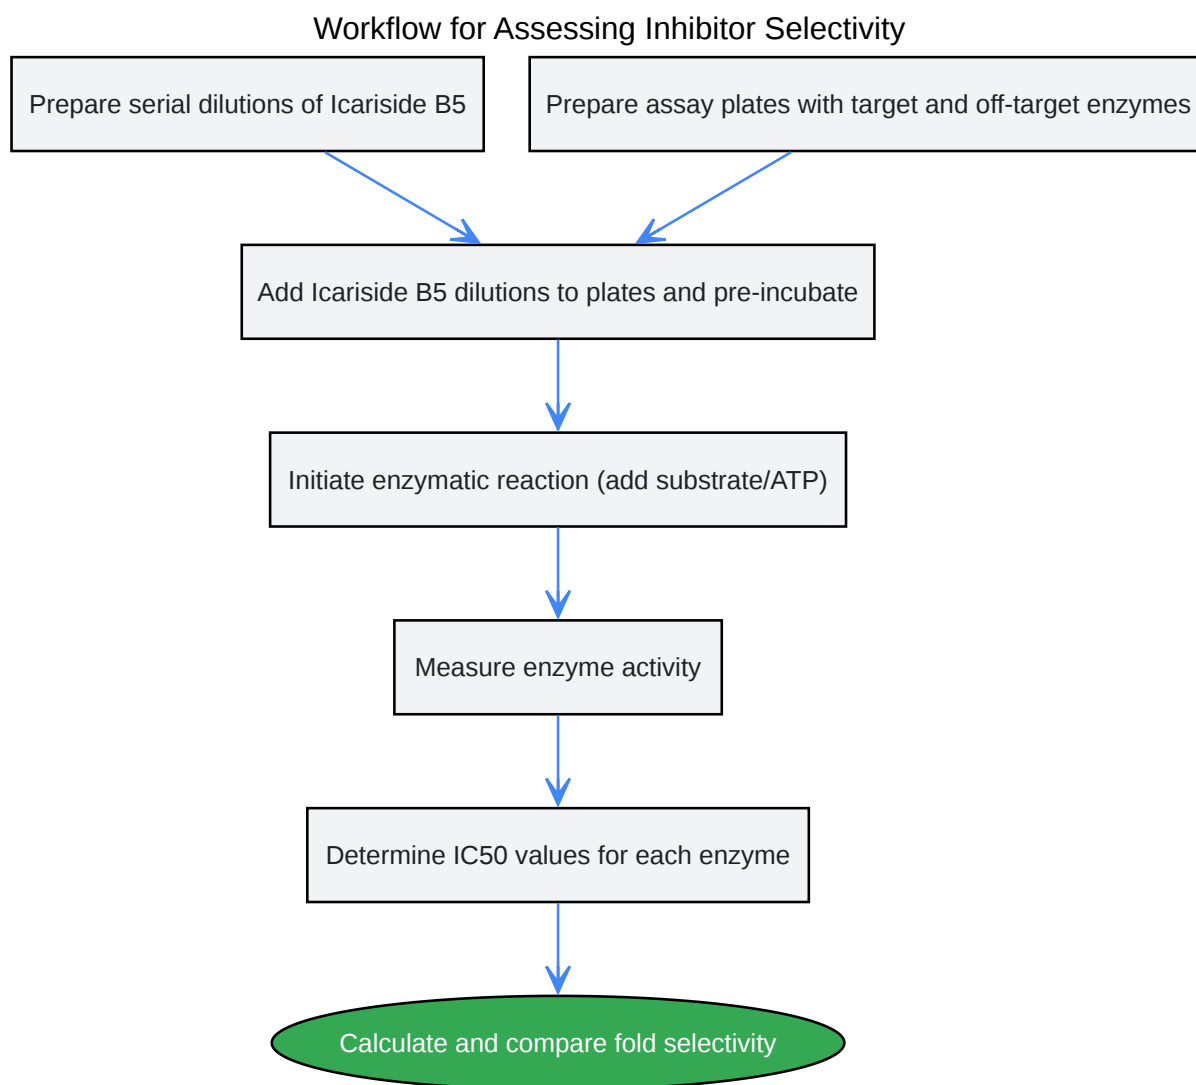 Workflow for Assessing Inhibitor Selectivity
Prepare serial dilutions of Icariside B5
Prepare assay plates with target and off-target enzymes
Add Icariside B5 dilutions to plates and pre-incubate
Initiate enzymatic reaction (add substrate/ATP)
Measure enzyme activity
Determine IC50 values for each enzyme
Calculate and compare fold selectivity